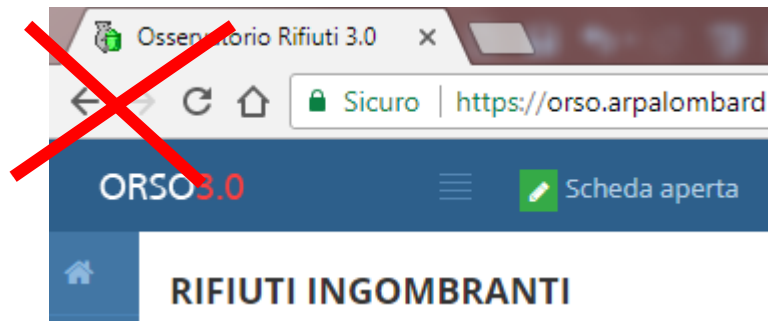 Osservatorio Rifiuti 3.0
Sicuro | https://orso.arpalombard
ORSO3.0 Scheda aperta
RIFIUTI INGOMBRANTI